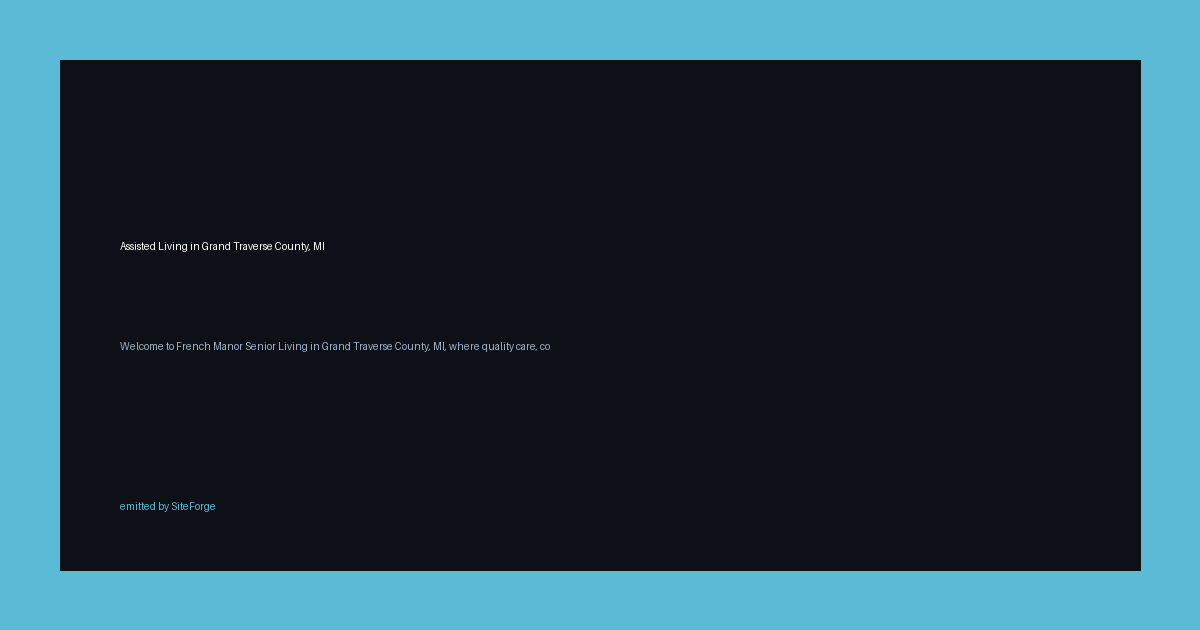 Assisted Living in Grand Traverse County, MI
Welcome to French Manor Senior Living in Grand Traverse County, MI, where quality care, co
emitted by SiteForge